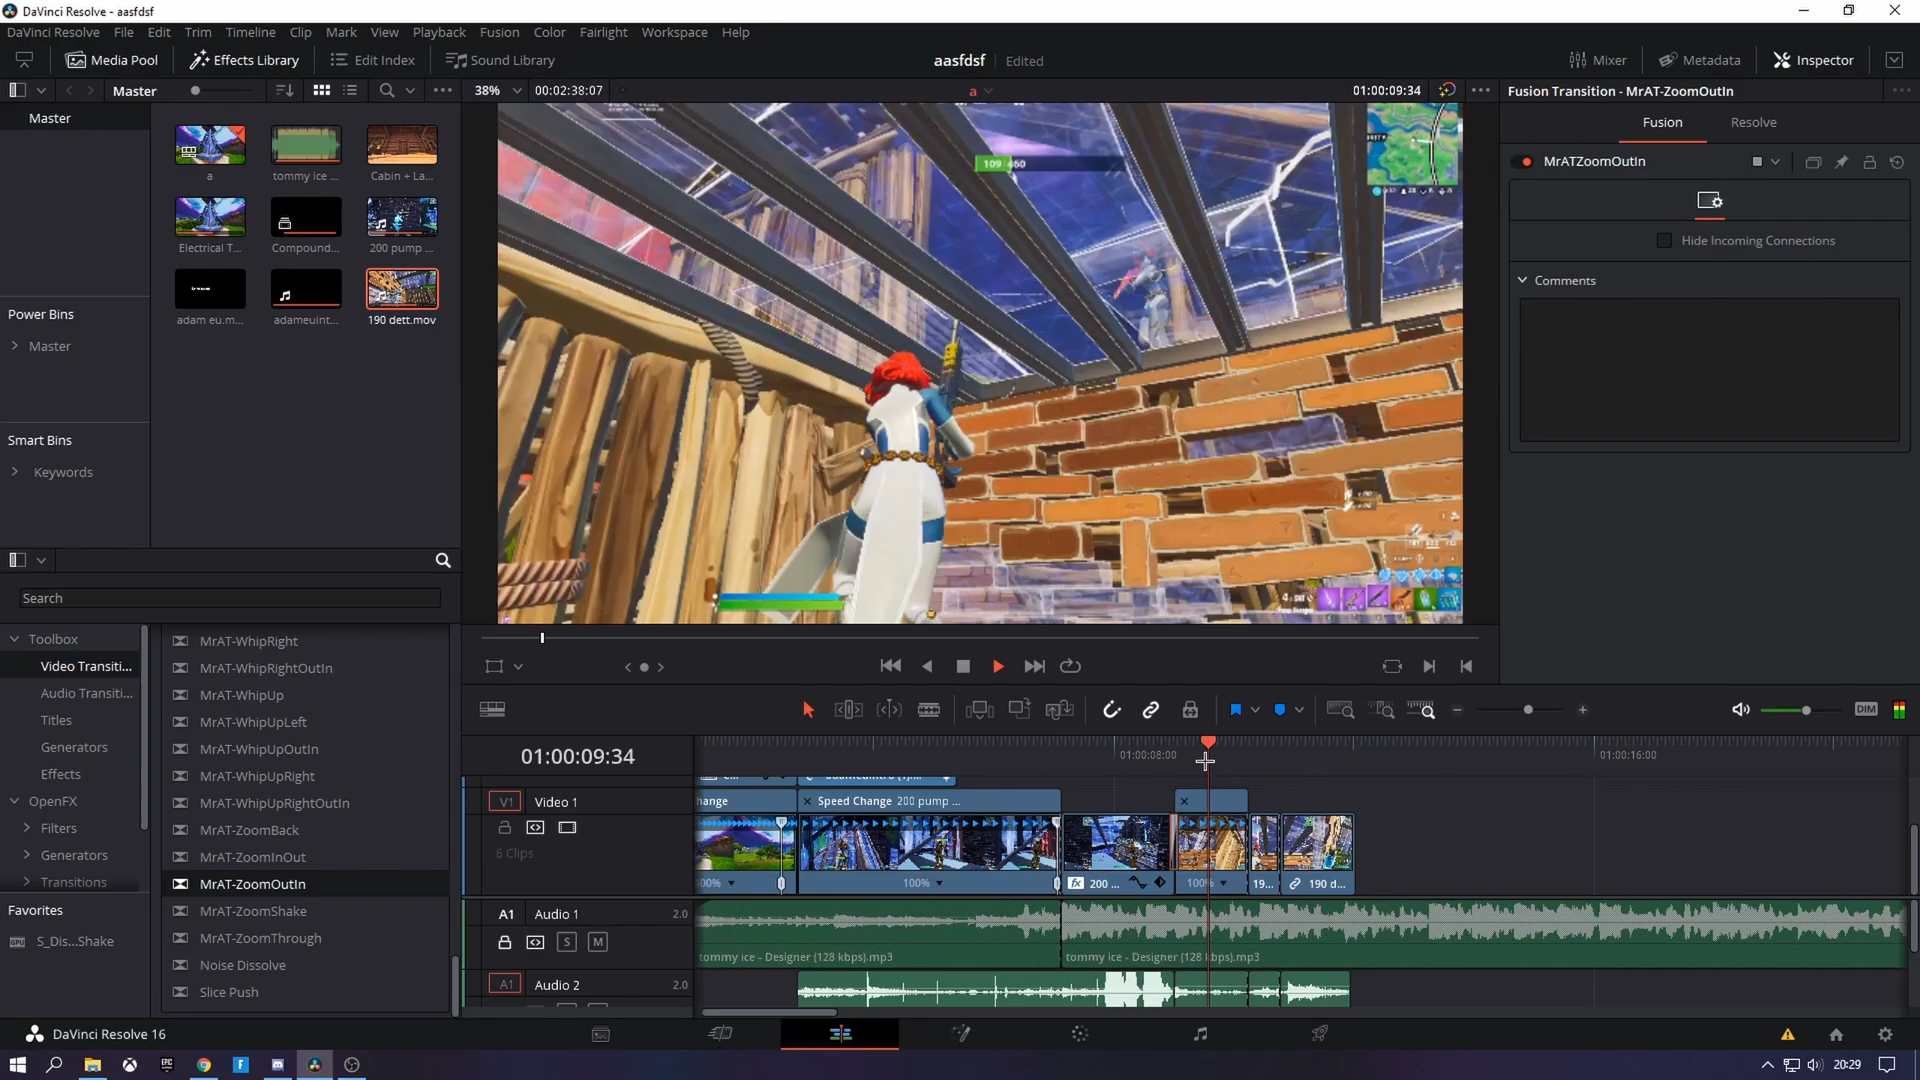 DaVinci Resolve - aasfdsf
DaVinci Resolve File Edit Trim Timeline Clip Mark View Playback Fusion Color Fairlight Workspace Help
Media Pool Effects Library Edit Index Sound Library aasfdsf Edited Mixer Metadata Inspector
Master 38% 00:02:38:07 a 01:00:09:34 Fusion Transition - MrAT-ZoomOutIn
Master
Fusion Resolve
MrATZoomOutIn
a tommy ice ... Cabin + La...
Hide Incoming Connections
Electrical T... Compound... 200 pump ...
Comments
adam eu.m... adameuint... 190 dett.mov
Power Bins
Master
Smart Bins
Keywords
109
Search
Toolbox
Video Transiti...
Audio Transiti...
Titles
Generators
Effects
OpenFX
Filters
Generators
Transitions
Favorites
S_Dis...Shake
MrAT-WhipRight
MrAT-WhipRightOutIn
MrAT-WhipUp
MrAT-WhipUpLeft
MrAT-WhipUpOutIn
MrAT-WhipUpRight
MrAT-WhipUpRightOutIn
MrAT-ZoomBack
MrAT-ZoomInOut
MrAT-ZoomOutIn
MrAT-ZoomShake
MrAT-ZoomThrough
Noise Dissolve
Slice Push
DIM
01:00:09:34 01:00:08:00 01:00:16:00
V1 Video 1
6 Clips
Speed Change 200 pump ...
100% 200 ... 100% 19... 190 d...
A1 Audio 1 2.0
S M
tommy ice - Designer (128 kbps).mp3 tommy ice - Designer (128 kbps).mp3
A1 Audio 2 2.0
DaVinci Resolve 16
20:29